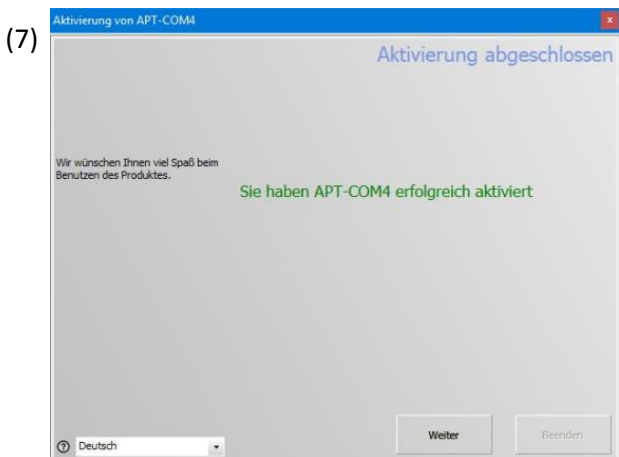 (7)
Aktivierung von APT-COM4
x
Aktivierung abgeschlossen
Wir wünschen Ihnen viel Spaß beim
Benutzen des Produktes.
Sie haben APT-COM4 erfolgreich aktiviert
Weiter
Beenden
? Deutsch